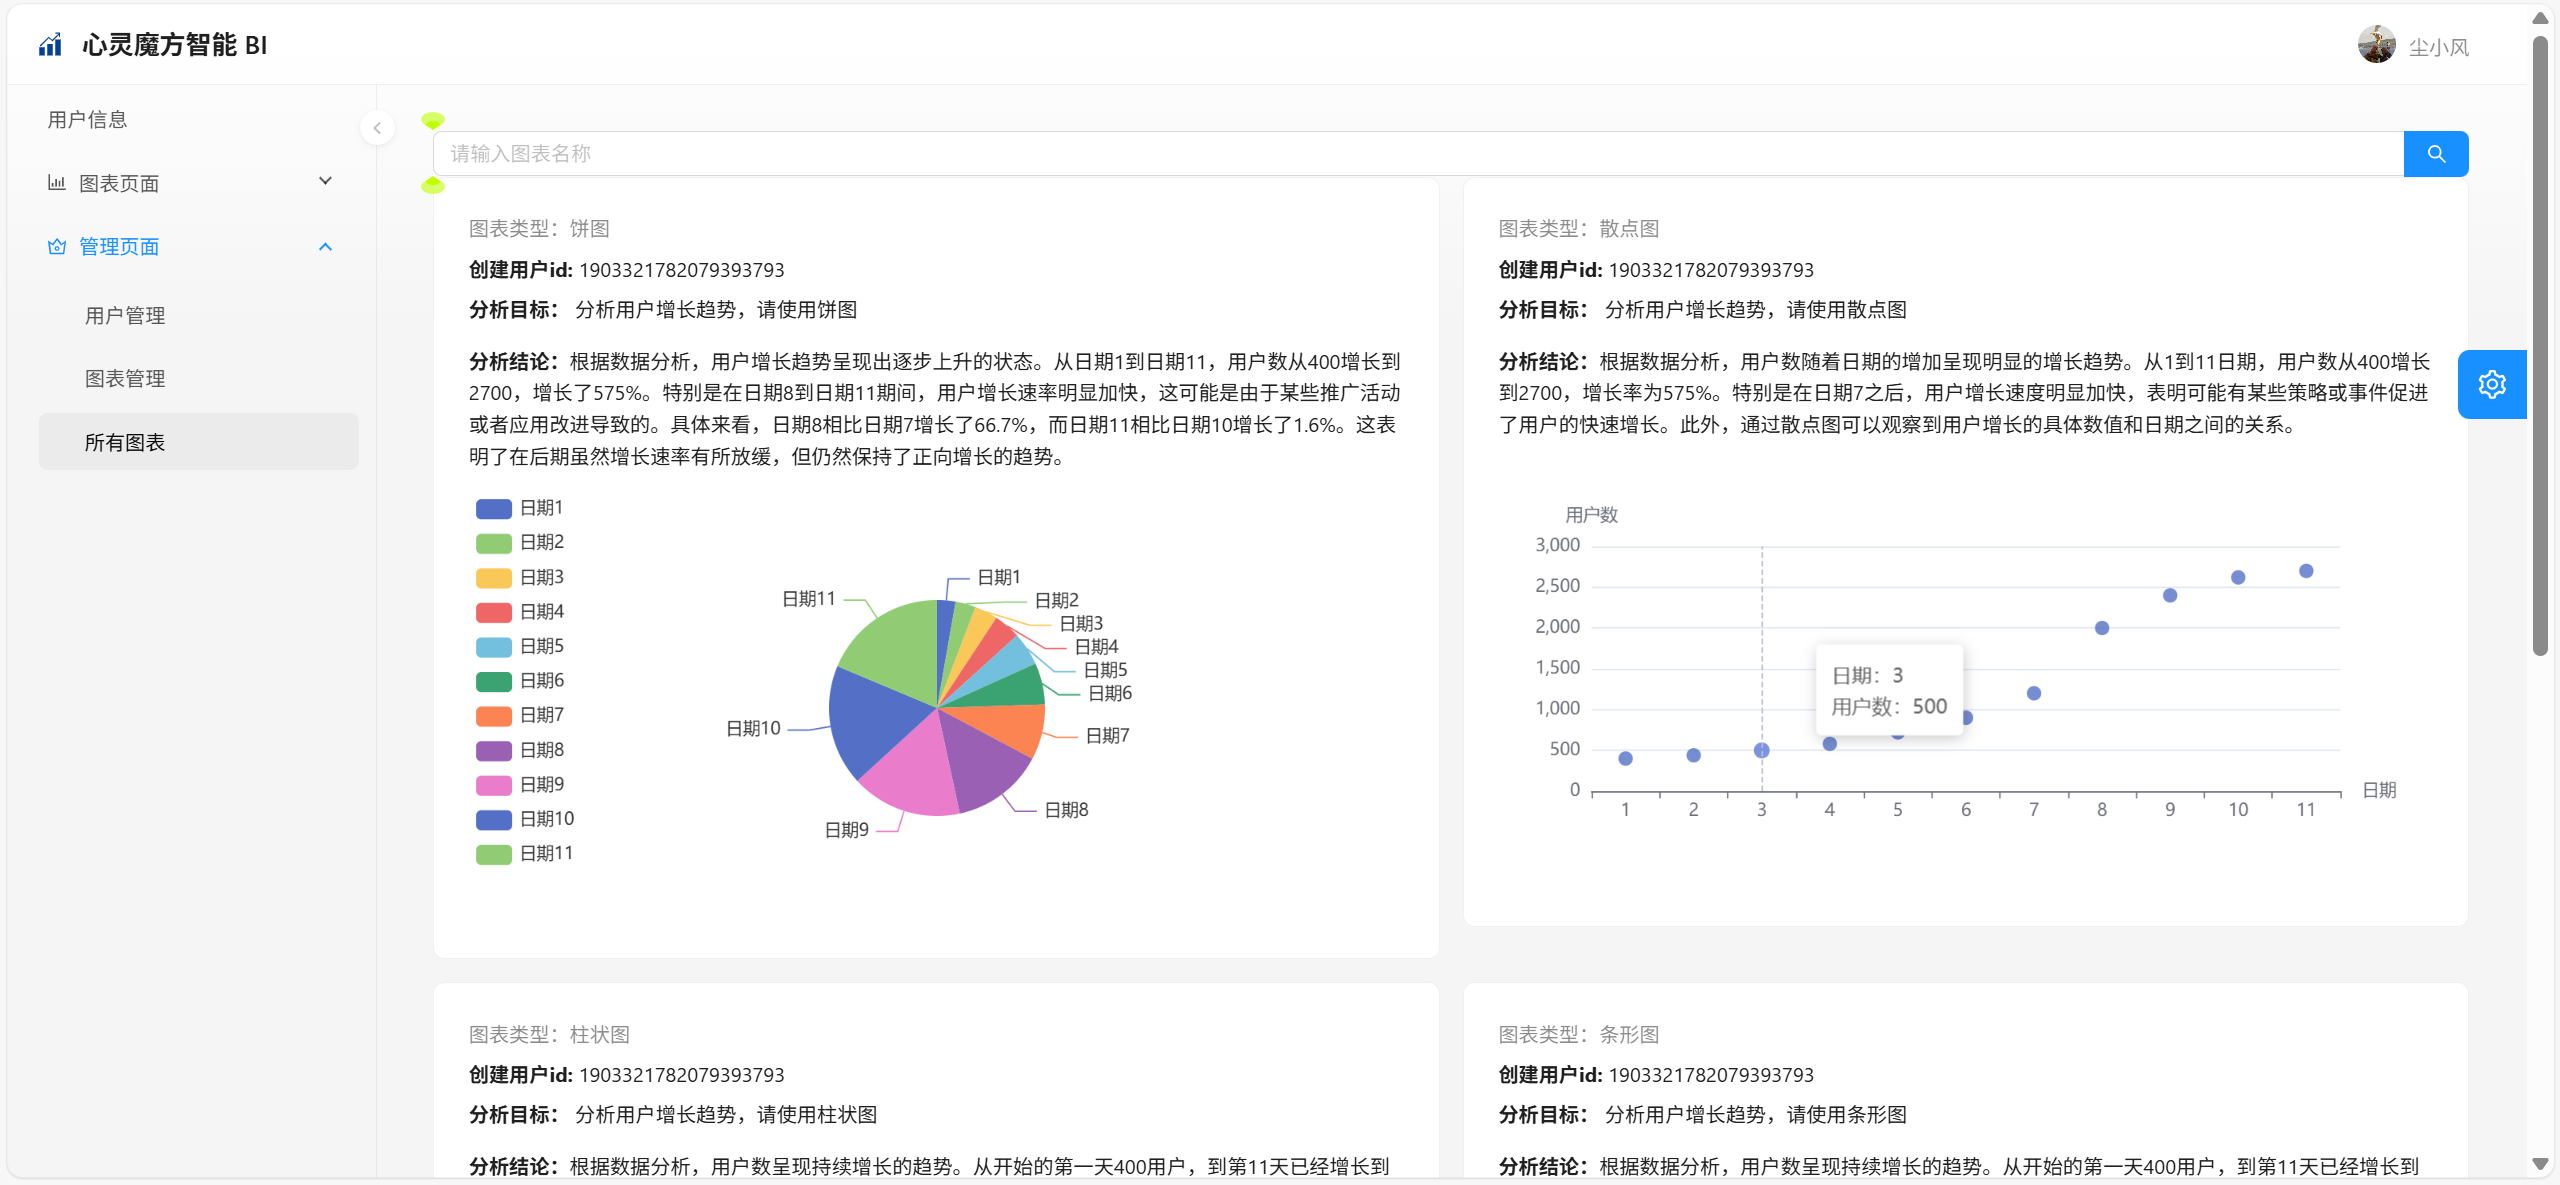 心灵魔方智能 BI
尘小风
用户信息
图表页面
管理页面
用户管理
图表管理
所有图表
请输入图表名称
图表类型：饼图
创建用户id: 1903321782079393793
分析目标： 分析用户增长趋势，请使用饼图
分析结论：根据数据分析，用户增长趋势呈现出逐步上升的状态。从日期1到日期11，用户数从400增长到
2700，增长了575%。特别是在日期8到日期11期间，用户增长速率明显加快，这可能是由于某些推广活动
或者应用改进导致的。具体来看，日期8相比日期7增长了66.7%，而日期11相比日期10增长了1.6%。这表
明了在后期虽然增长速率有所放缓，但仍然保持了正向增长的趋势。
日期1
日期2
日期3
日期4
日期5
日期6
日期7
日期8
日期9
日期10
日期11
日期1
日期2
日期3
日期4
日期5
日期6
日期7
日期8
日期9
日期10
日期11
图表类型：散点图
创建用户id: 1903321782079393793
分析目标： 分析用户增长趋势，请使用散点图
分析结论：根据数据分析，用户数随着日期的增加呈现明显的增长趋势。从1到11日期，用户数从400增长
到2700，增长率为575%。特别是在日期7之后，用户增长速度明显加快，表明可能有某些策略或事件促进
了用户的快速增长。此外，通过散点图可以观察到用户增长的具体数值和日期之间的关系。
用户数
3,000
2,500
2,000
1,500
1,000
500
0
日期：3
用户数：500
1 2 3 4 5 6 7 8 9 10 11
日期
图表类型：柱状图
创建用户id: 1903321782079393793
分析目标： 分析用户增长趋势，请使用柱状图
分析结论：根据数据分析，用户数呈现持续增长的趋势。从开始的第一天400用户，到第11天已经增长到
图表类型：条形图
创建用户id: 1903321782079393793
分析目标： 分析用户增长趋势，请使用条形图
分析结论：根据数据分析，用户数呈现持续增长的趋势。从开始的第一天400用户，到第11天已经增长到